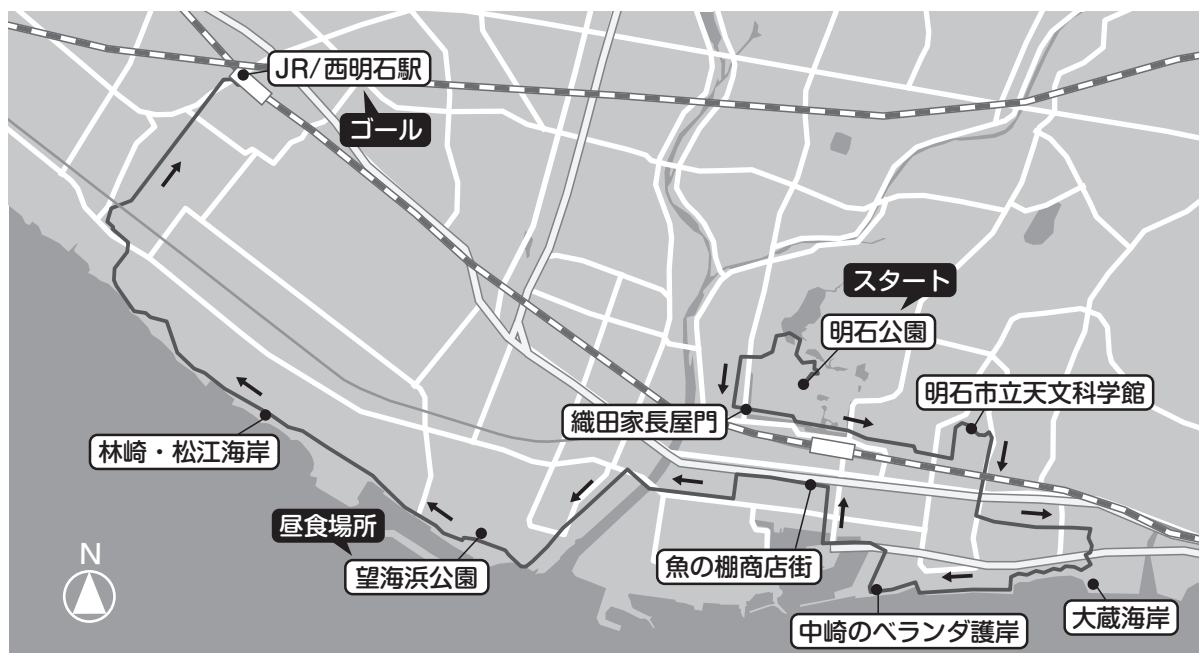 JR/西明石駅
ゴール
スタート
明石公園
明石市立天文科学館
織田家長屋門
林崎・松江海岸
昼食場所
望海浜公園
魚の棚商店街
中崎のベランダ護岸
大蔵海岸
N